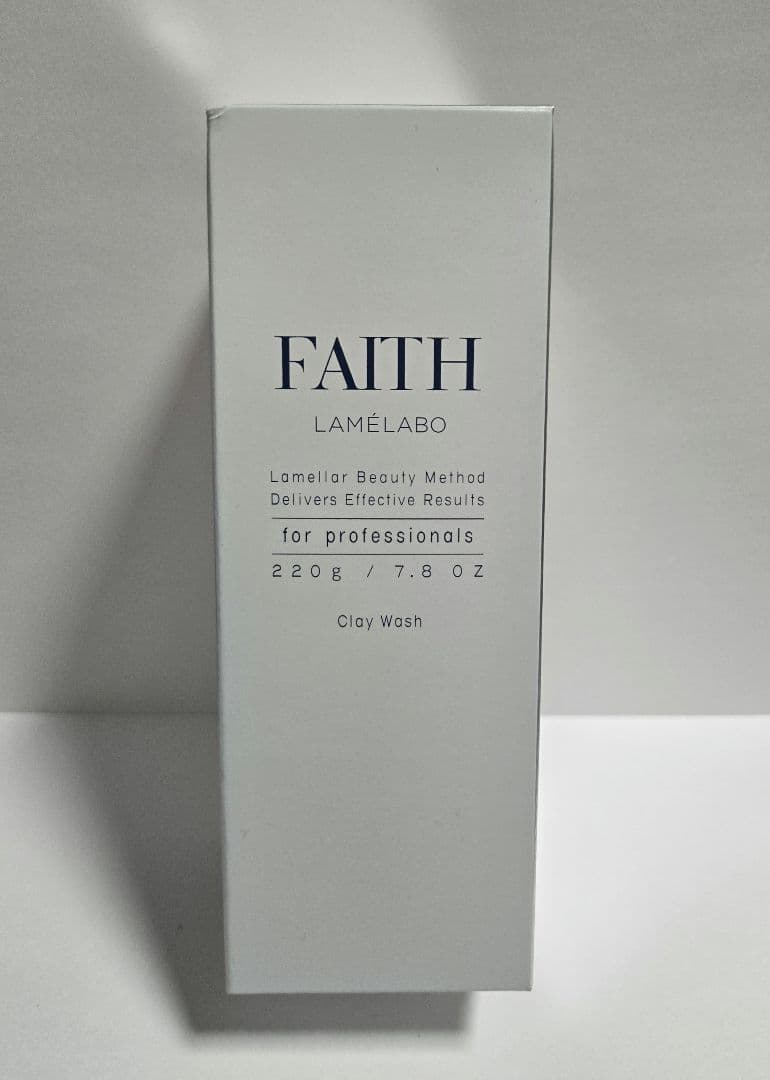 FAITH
LAMÉLABO
Lamellar Beauty Method
Delivers Effective Results
for professionals
220g / 7.8 OZ
Clay Wash